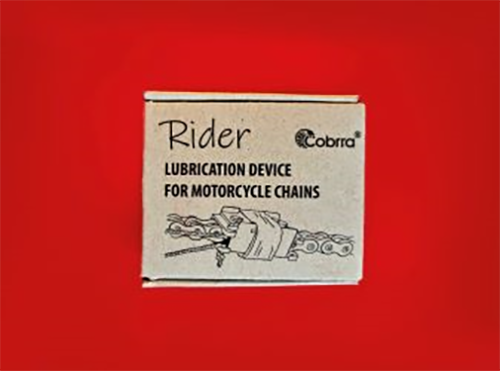 Rider
Cobrra®
LUBRICATION DEVICE
FOR MOTORCYCLE CHAINS